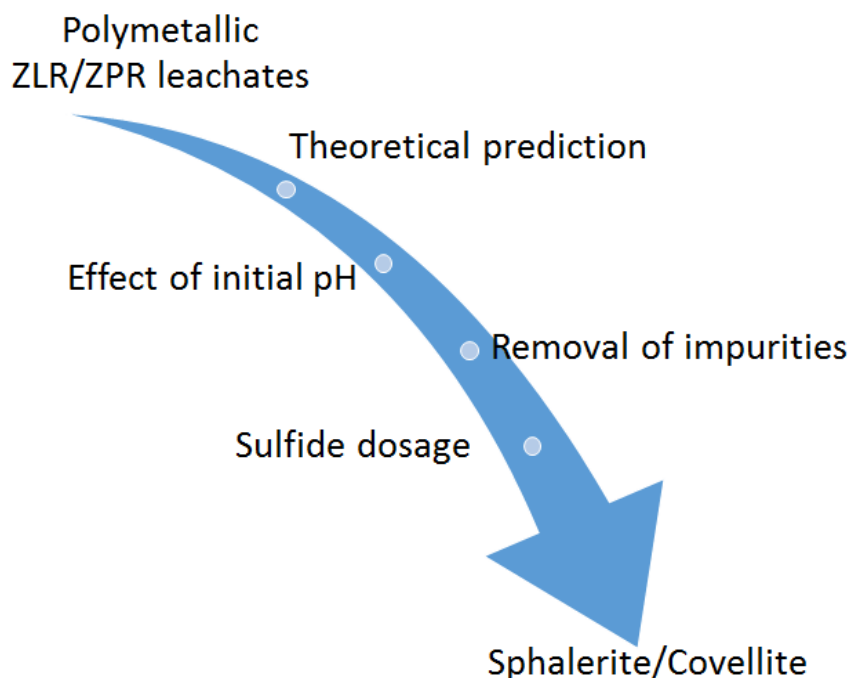 Polymetallic
ZLR/ZPR leachates
Theoretical prediction
Effect of initial pH
Removal of impurities
Sulfide dosage
Sphalerite/Covellite